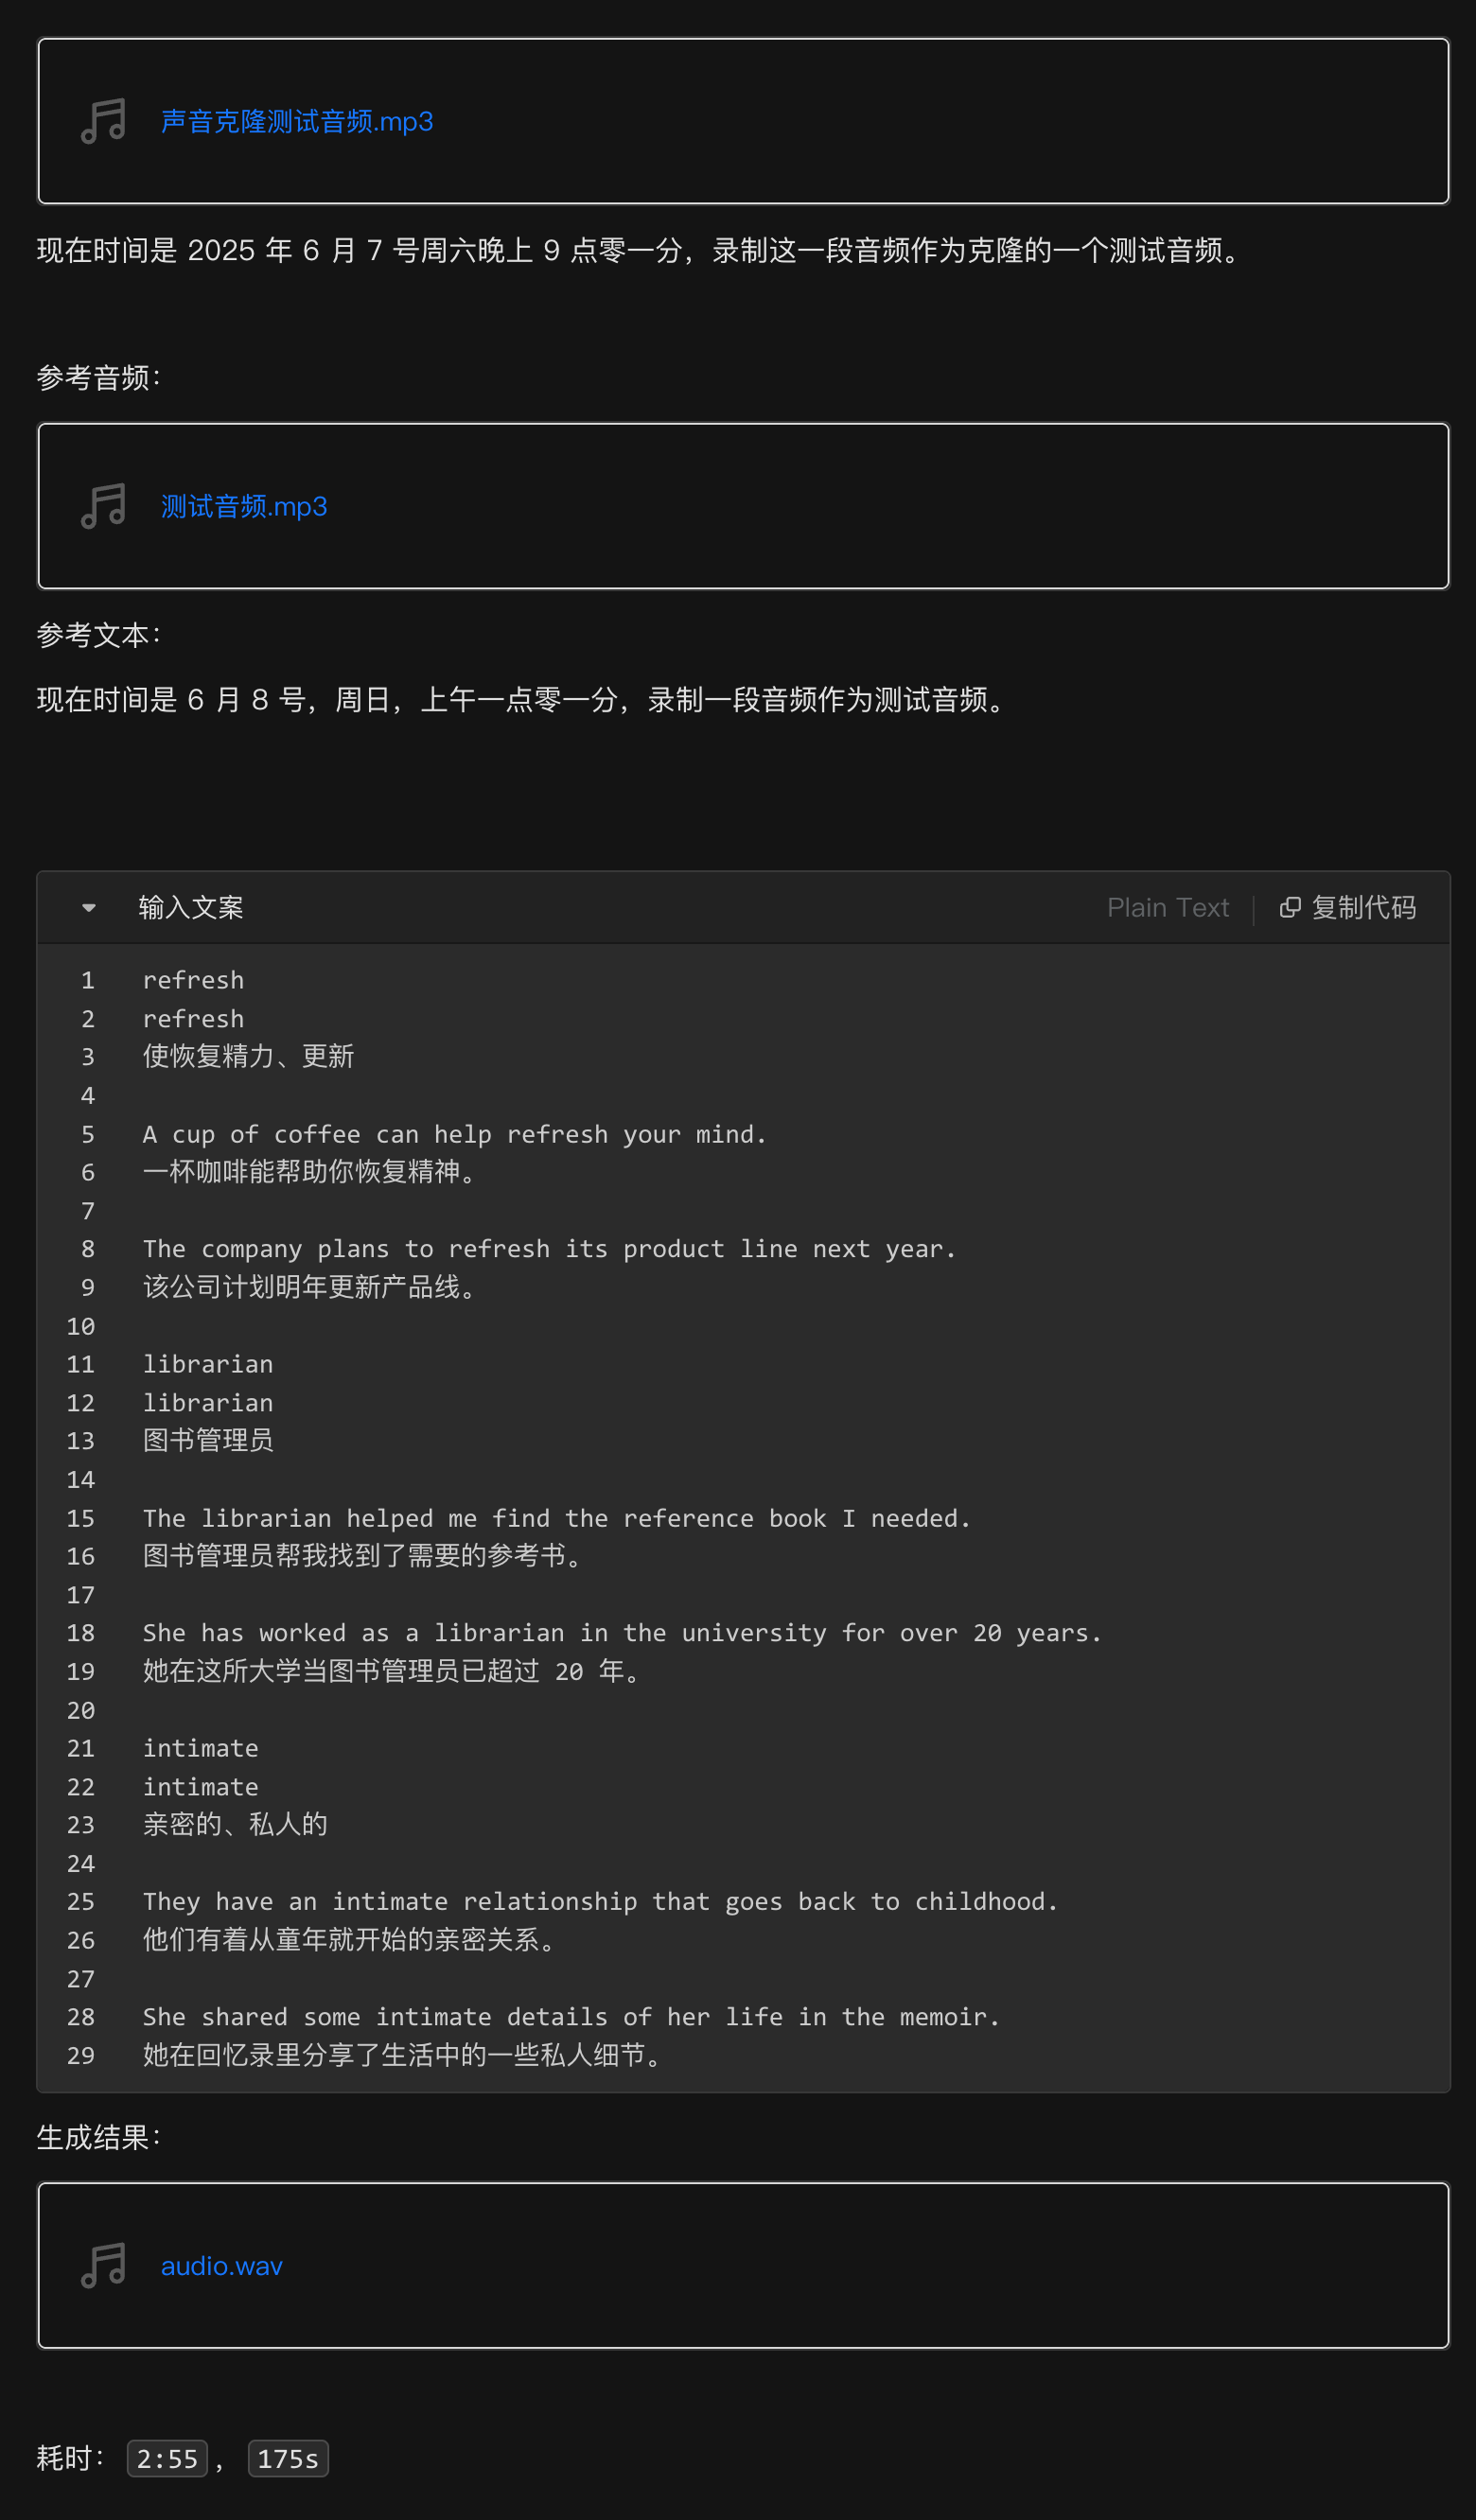 声音克隆测试音频.mp3
现在时间是 2025 年 6 月 7 号周六晚上 9 点零一分，录制这一段音频作为克隆的一个测试音频。
参考音频：
测试音频.mp3
参考文本：
现在时间是 6 月 8 号，周日，上午一点零一分，录制一段音频作为测试音频。
输入文案 Plain Text 复制代码
1 refresh
2 refresh
3 使恢复精力、更新
4
5 A cup of coffee can help refresh your mind.
6 一杯咖啡能帮助你恢复精神。
7
8 The company plans to refresh its product line next year.
9 该公司计划明年更新产品线。
10
11 librarian
12 librarian
13 图书管理员
14
15 The librarian helped me find the reference book I needed.
16 图书管理员帮我找到了需要的参考书。
17
18 She has worked as a librarian in the university for over 20 years.
19 她在这所大学当图书管理员已超过 20 年。
20
21 intimate
22 intimate
23 亲密的、私人的
24
25 They have an intimate relationship that goes back to childhood.
26 他们有着从童年就开始的亲密关系。
27
28 She shared some intimate details of her life in the memoir.
29 她在回忆录里分享了生活中的一些私人细节。
生成结果：
audio.wav
耗时： 2:55 ， 175s